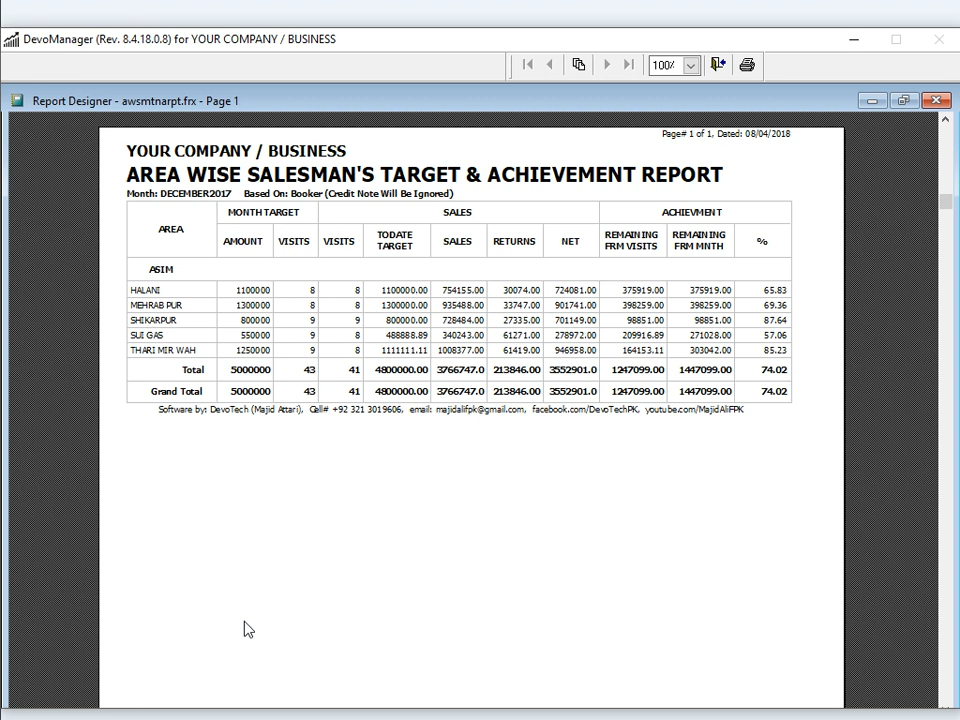 DevoManager (Rev. 8.4.18.0.8) for YOUR COMPANY / BUSINESS
100%
Report Designer - awsmtnarpt.frx - Page 1
Page# 1 of 1, Dated: 08/04/2018
YOUR COMPANY / BUSINESS
AREA WISE SALESMAN'S TARGET & ACHIEVEMENT REPORT
Month: DECEMBER2017 Based On: Booker (Credit Note Will Be Ignored)
AREA MONTH TARGET SALES ACHIEVMENT
AMOUNT VISITS VISITS TODATE TARGET SALES RETURNS NET REMAINING FRM VISITS REMAINING FRM MNTH %
ASIM
HALANI 1100000 8 8 1100000.00 754155.00 30074.00 724081.00 375919.00 375919.00 65.83
MEHRAB PUR 1300000 8 8 1300000.00 935488.00 33747.00 901741.00 398259.00 398259.00 69.36
SHIKARPUR 800000 9 9 800000.00 728484.00 27335.00 701149.00 98851.00 98851.00 87.64
SUI GAS 550000 9 8 488888.89 340243.00 61271.00 278972.00 209916.89 271028.00 57.06
THARI MIR WAH 1250000 9 8 1111111.11 1008377.00 61419.00 946958.00 164153.11 303042.00 85.23
Total 5000000 43 41 4800000.00 3766747.0 213846.00 3552901.0 1247099.00 1447099.00 74.02
Grand Total 5000000 43 41 4800000.00 3766747.0 213846.00 3552901.0 1247099.00 1447099.00 74.02
Software by: DevoTech (Majid Attari), Cell# +92 321 3019606, email: majidalifpk@gmail.com, facebook.com/DevoTechPK, youtube.com/MajidAliFPK